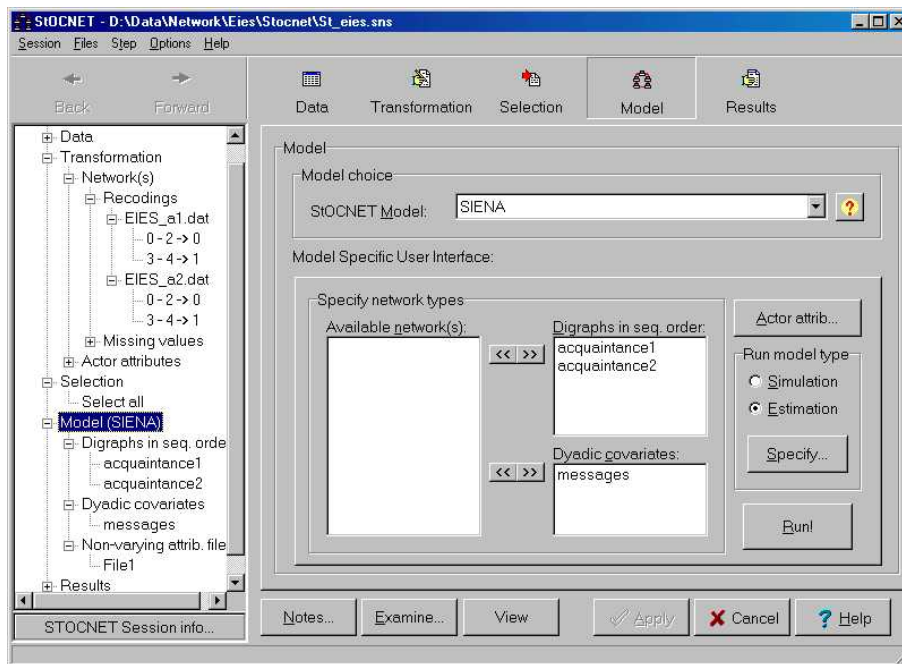 StOCNET - D:\Data\Network\Eies\Stocnet\St_eies.sns
Session Files Step Options Help
Back Forward Data Transformation Selection Model Results
Data
Transformation
Network(s)
Recodings
EIES_a1.dat
0 - 2 -> 0
3 - 4 -> 1
EIES_a2.dat
0 - 2 -> 0
3 - 4 -> 1
Missing values
Actor attributes
Selection
Select all
Model (SIENA)
Digraphs in seq. orde
acquaintance1
acquaintance2
Dyadic covariates
messages
Non-varying attrib. file
File1
Results
STOCNET Session info...
Model
Model choice
StOCNET Model: SIENA
Model Specific User Interface:
Specify network types
Available network(s):
<< >>
Digraphs in seq. order:
acquaintance1
acquaintance2
<< >>
Dyadic covariates:
messages
Actor attrib...
Run model type
Simulation
Estimation
Specify...
Run!
Notes... Examine... View Apply Cancel ? Help